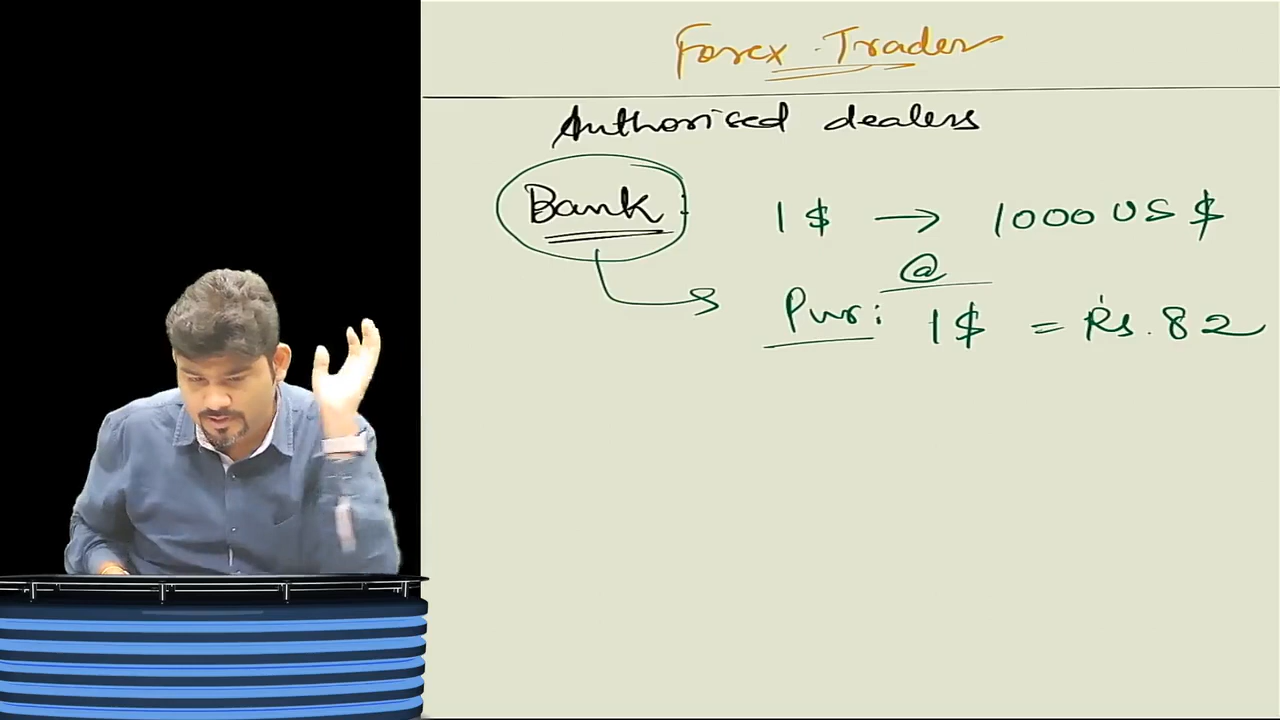 Forex Trader
Authorised dealers
Bank 1 $ → 1000 US $
@
Pur: 1 $ = Rs. 82